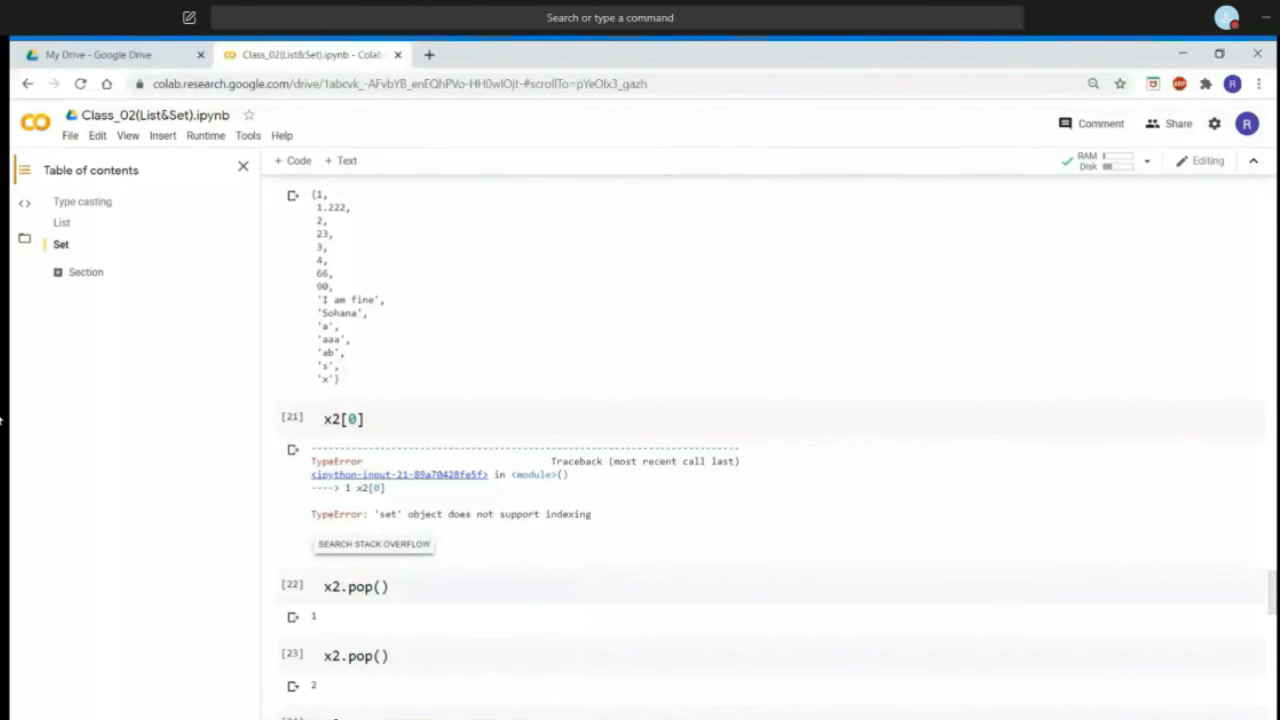 Search or type a command
My Drive - Google Drive
Class_02(List&Set).ipynb - Colab
colab.research.google.com/drive/1abcvk_-AFvbYB_enEQhPVo-HH0wIOjt-#scrollTo=pYeOlx3_gazh
R
CO
Class_02(List&Set).ipynb
File Edit View Insert Runtime Tools Help
Comment
Share
R
Table of contents
+ Code + Text
RAM
Disk
Editing
Type casting
List
Set
Section
{1,
1.222,
2,
23,
3,
4,
66,
90,
'I am fine',
'Sohana',
'a',
'aaa',
'ab',
's',
'x'}
[21] x2[0]
---------------------------------------------------------------------------
TypeError Traceback (most recent call last)
<ipython-input-21-89a70428fe5f> in <module>()
----> 1 x2[0]
TypeError: 'set' object does not support indexing
SEARCH STACK OVERFLOW
[22] x2.pop()
1
[23] x2.pop()
2